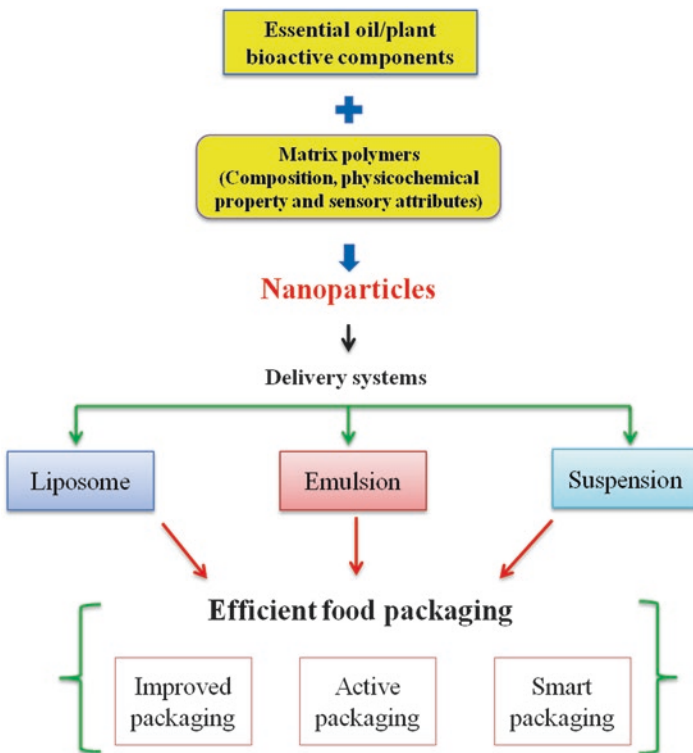 Essential oil/plant
bioactive components
Matrix polymers
(Composition, physicochemical
property and sensory attributes)
Nanoparticles
Delivery systems
Liposome
Emulsion
Suspension
Efficient food packaging
Improved
packaging
Active
packaging
Smart
packaging